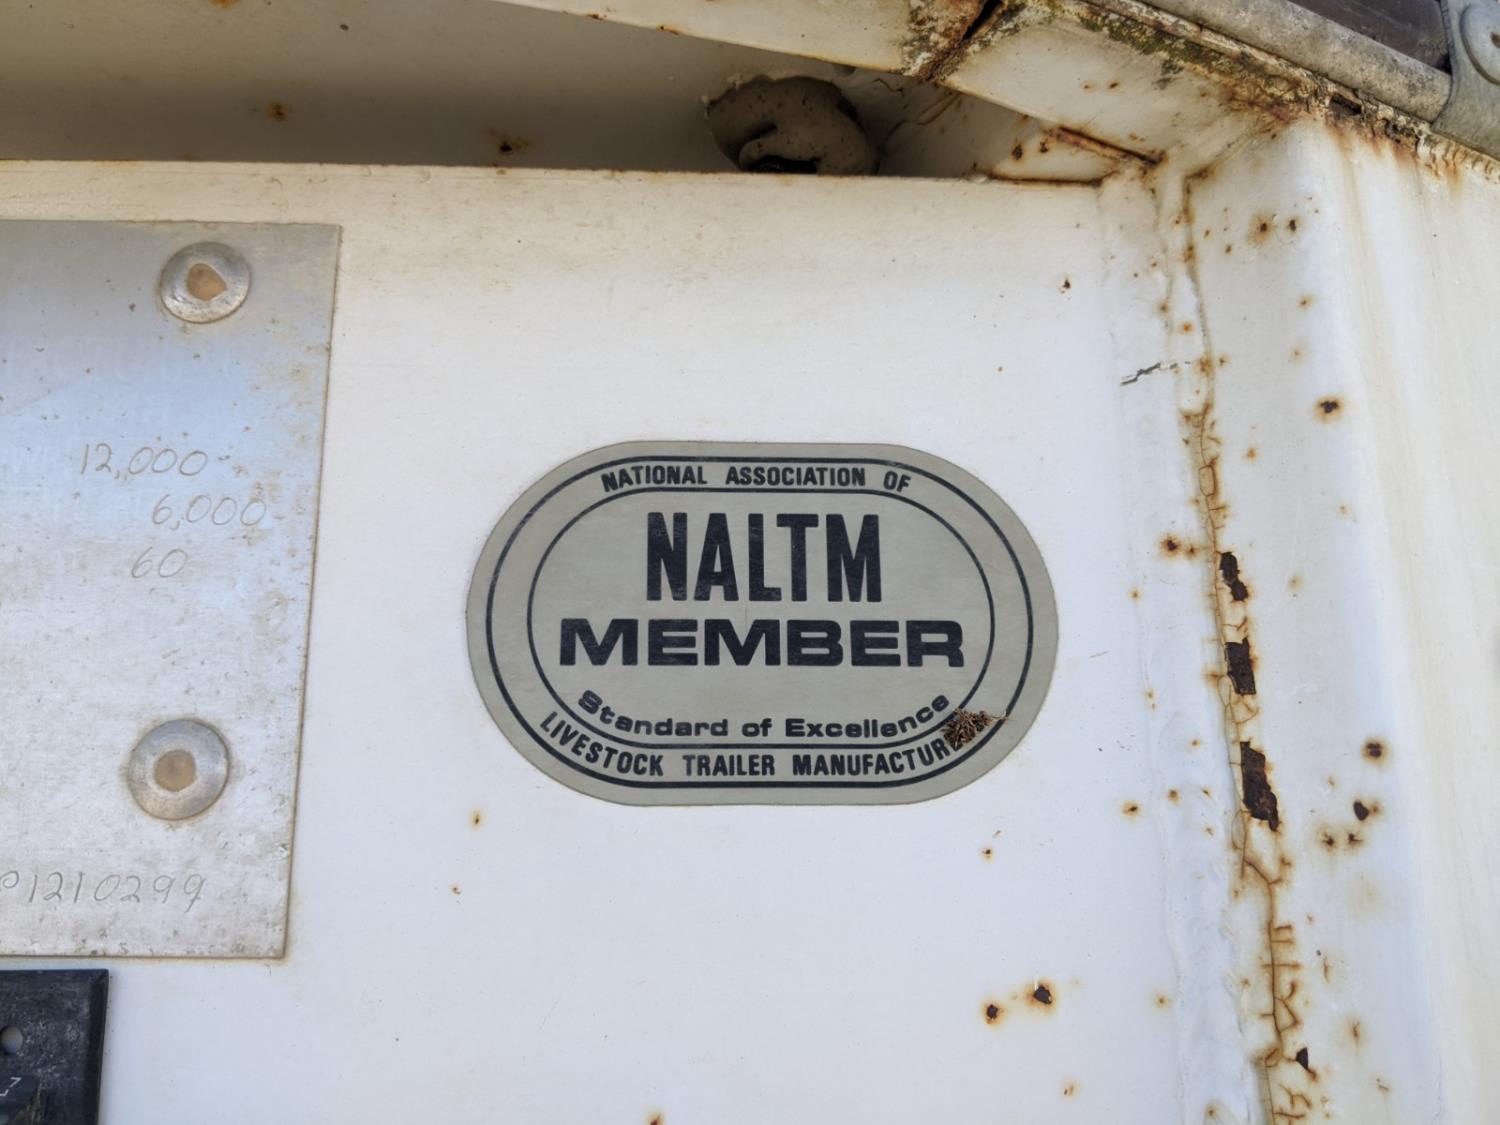 12,000
6,000
60
1210299
NATIONAL ASSOCIATION OF
NALTM
MEMBER
Standard of Excellence
LIVESTOCK TRAILER MANUFACTUR